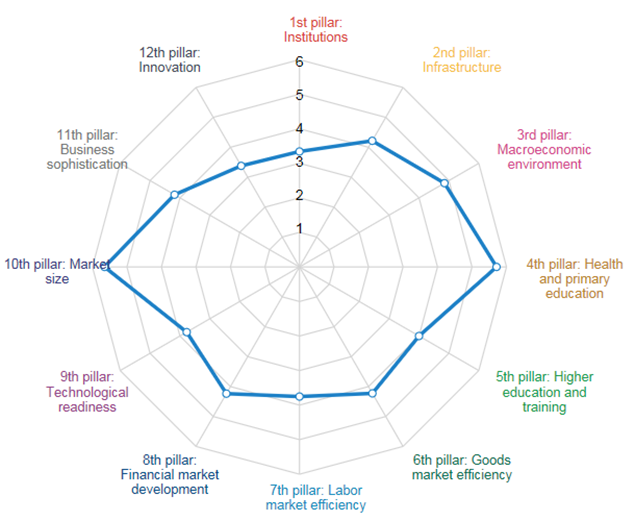 1st pillar:
Institutions
2nd pillar:
Infrastructure
3rd pillar:
Macroeconomic
environment
4th pillar: Health
and primary
education
5th pillar: Higher
education and
training
6th pillar: Goods
market efficiency
7th pillar: Labor
market efficiency
8th pillar:
Financial market
development
9th pillar:
Technological
readiness
10th pillar: Market
size
11th pillar:
Business
sophistication
12th pillar:
Innovation
6
5
4
3
2
1